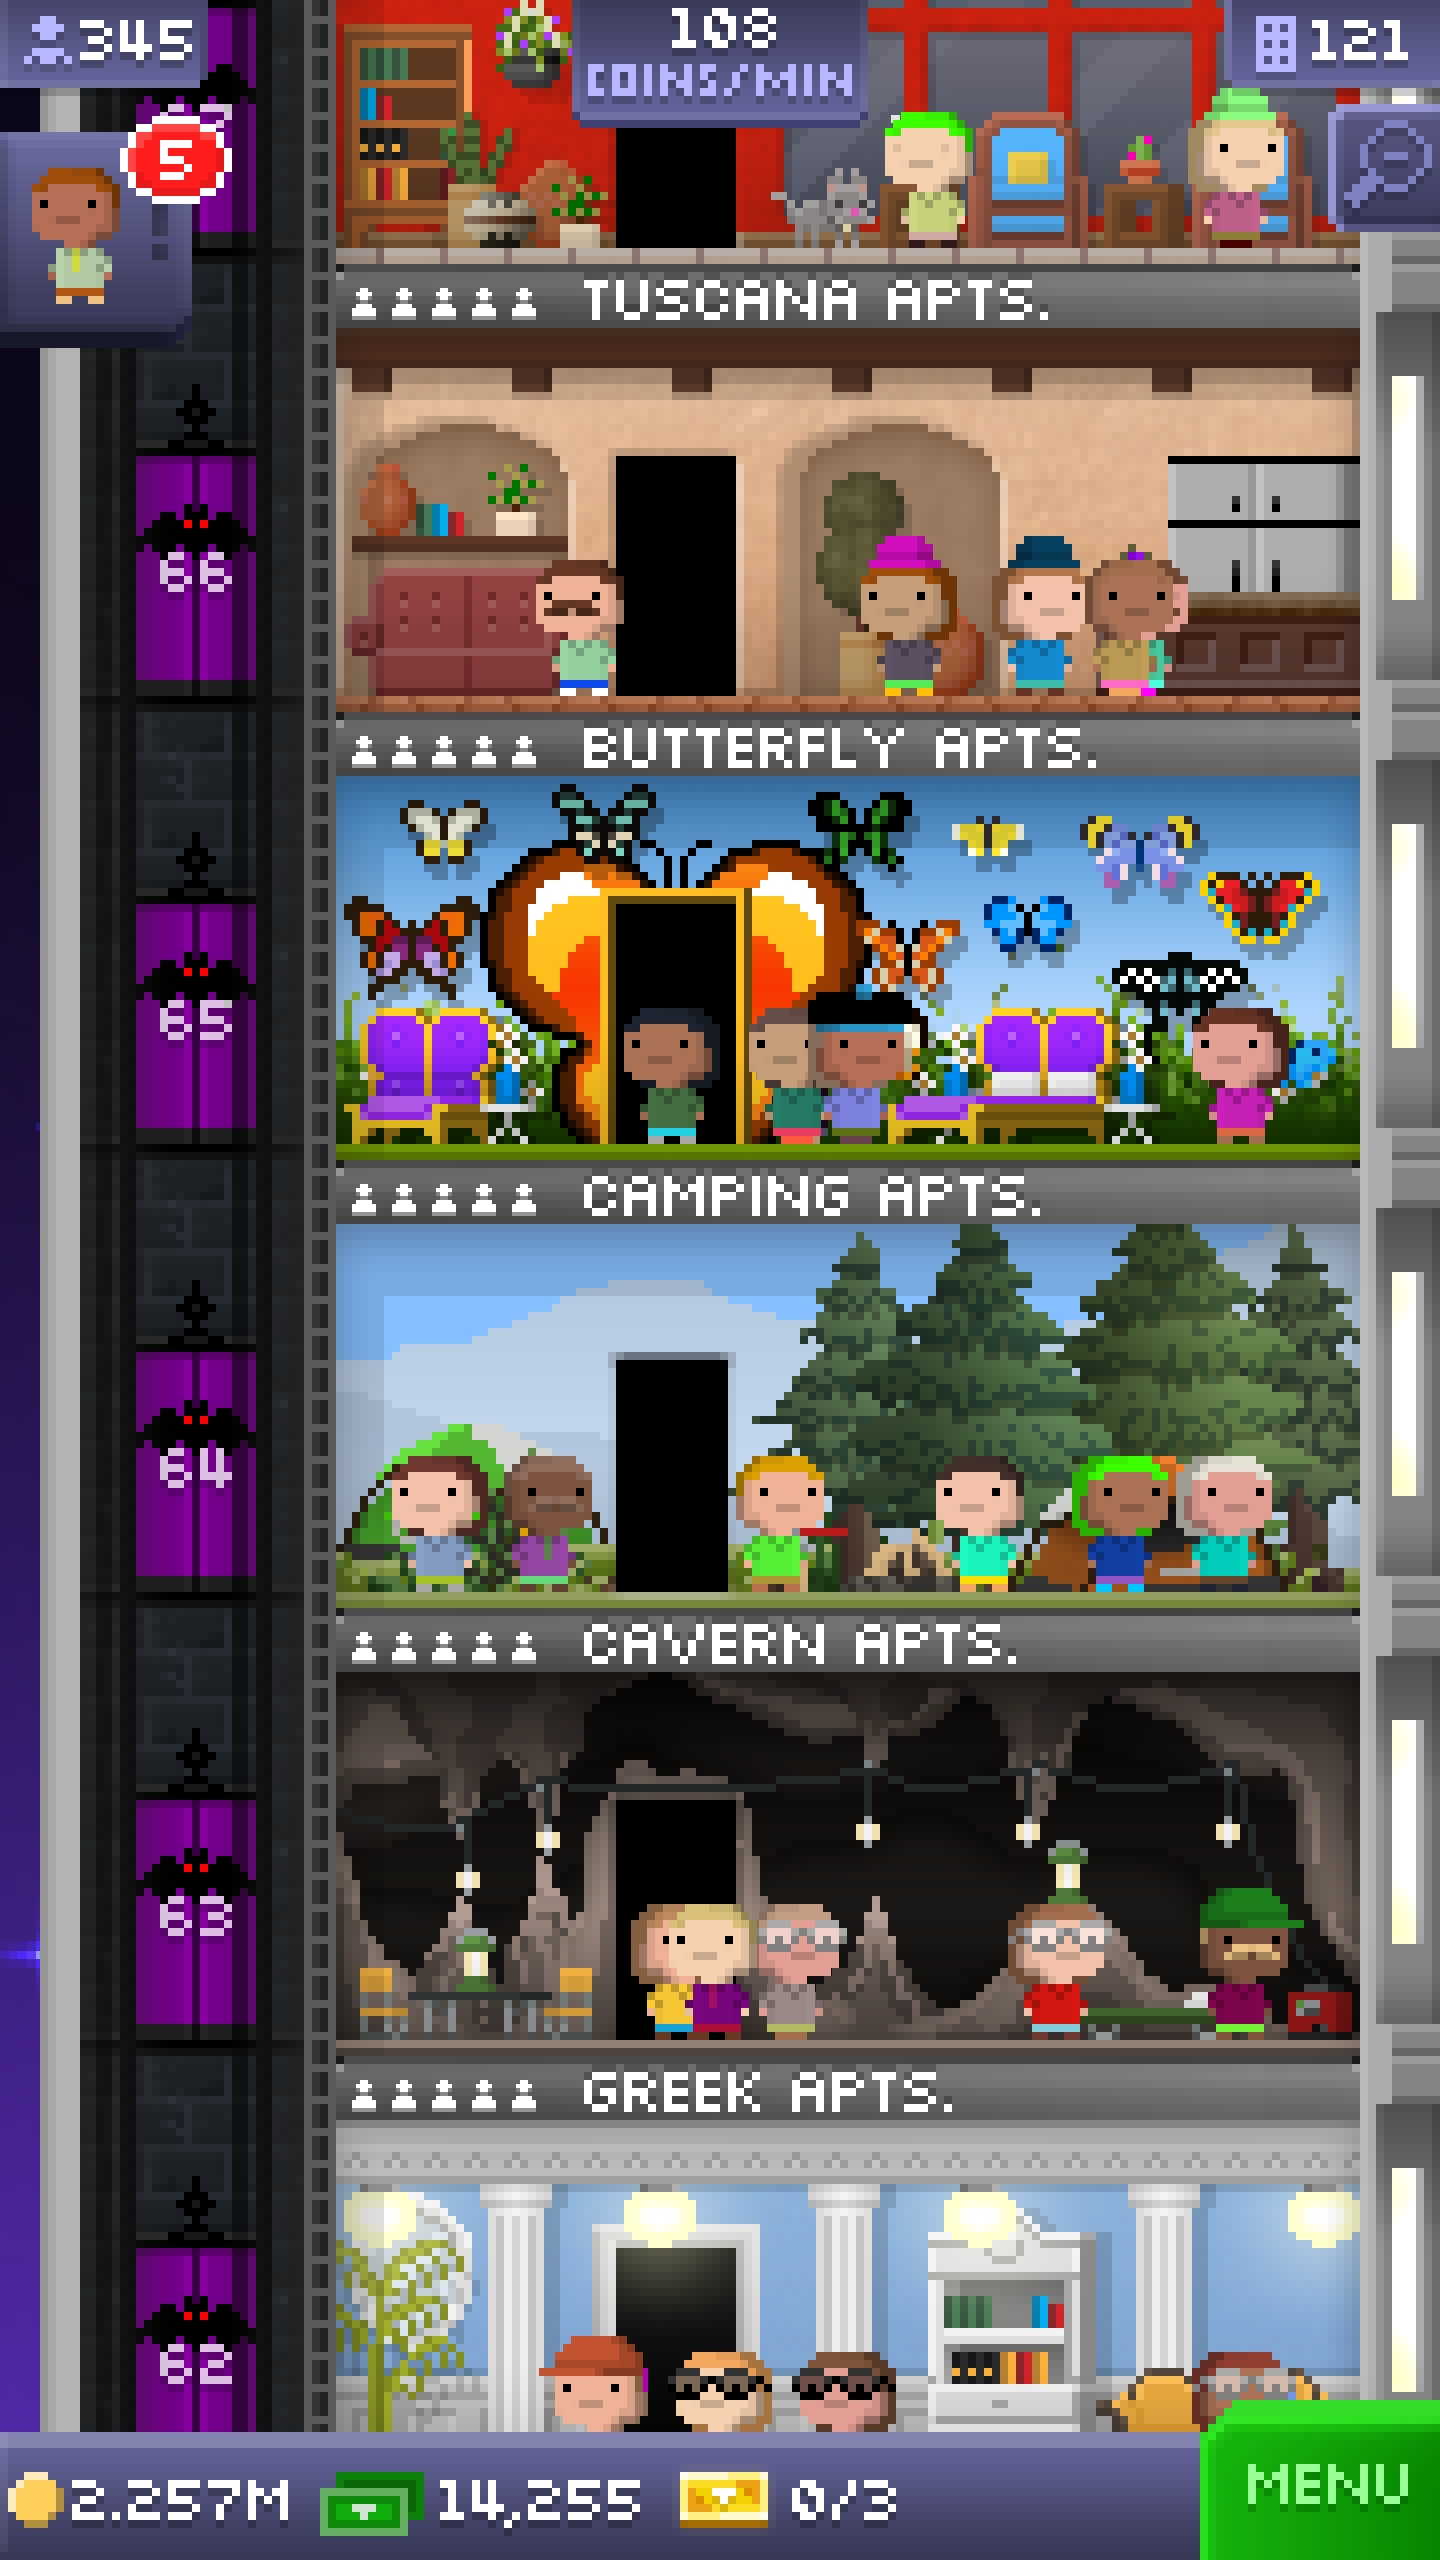 345
108
COINS/MIN
121
5
TUSCANA APTS.
66
BUTTERFLY APTS.
65
CAMPING APTS.
64
CAVERN APTS.
63
GREEK APTS.
62
2.257M
14,255
0/3
MENU